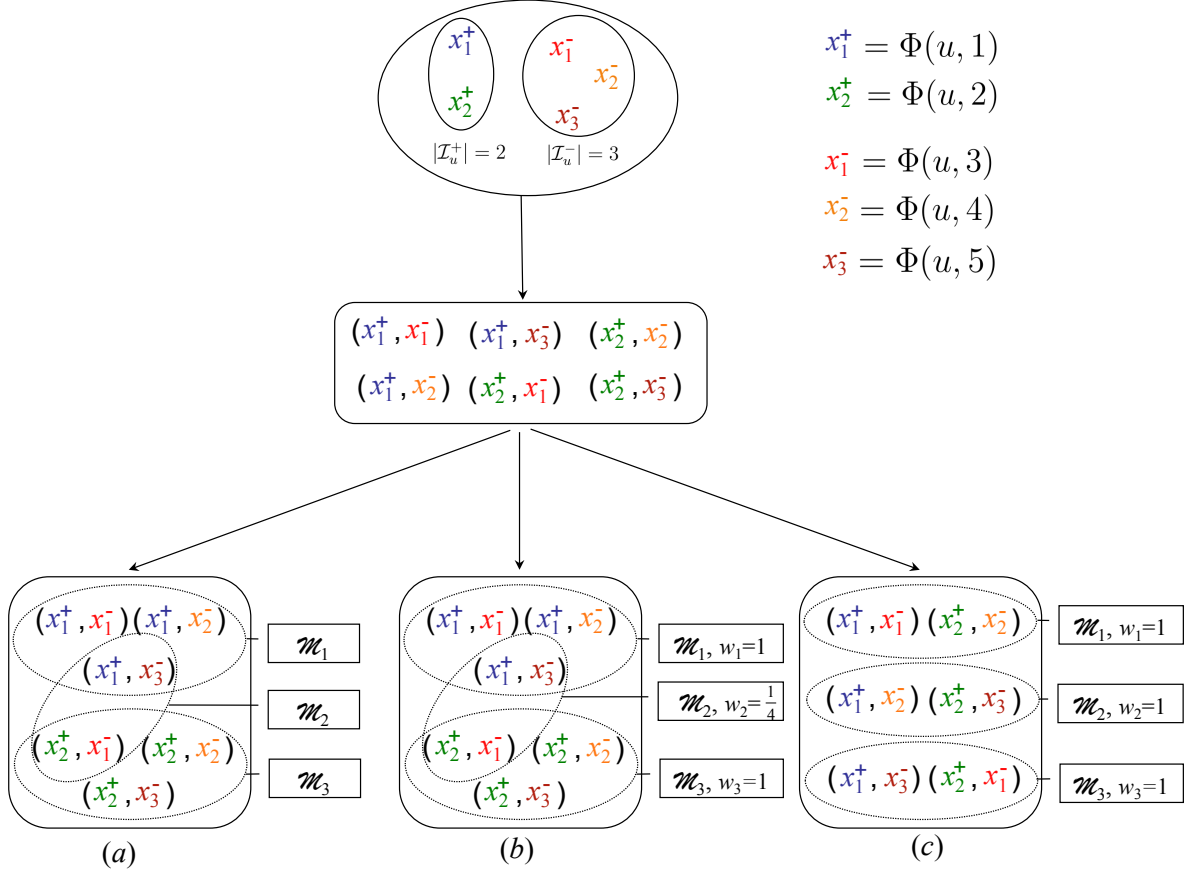 x₁⁺ x₁⁻
x₂⁻
x₂⁺ x₃⁻
|ℐᵤ⁺| = 2 |ℐᵤ⁻| = 3
x₁⁺ = Φ(u, 1)
x₂⁺ = Φ(u, 2)
x₁⁻ = Φ(u, 3)
x₂⁻ = Φ(u, 4)
x₃⁻ = Φ(u, 5)
(x₁⁺, x₁⁻) (x₁⁺, x₃⁻) (x₂⁺, x₂⁻)
(x₁⁺, x₂⁻) (x₂⁺, x₁⁻) (x₂⁺, x₃⁻)
(x₁⁺, x₁⁻)(x₁⁺, x₂⁻)
(x₁⁺, x₃⁻)
(x₂⁺, x₁⁻) (x₂⁺, x₂⁻)
(x₂⁺, x₃⁻)
ℳ₁
ℳ₂
ℳ₃
(a)
(x₁⁺, x₁⁻)(x₁⁺, x₂⁻)
(x₁⁺, x₃⁻)
(x₂⁺, x₁⁻) (x₂⁺, x₂⁻)
(x₂⁺, x₃⁻)
ℳ₁, w₁=1
ℳ₂, w₂=1/4
ℳ₃, w₃=1
(b)
(x₁⁺, x₁⁻)(x₂⁺, x₂⁻)
(x₁⁺, x₂⁻)(x₂⁺, x₃⁻)
(x₁⁺, x₃⁻)(x₂⁺, x₁⁻)
ℳ₁, w₁=1
ℳ₂, w₂=1
ℳ₃, w₃=1
(c)